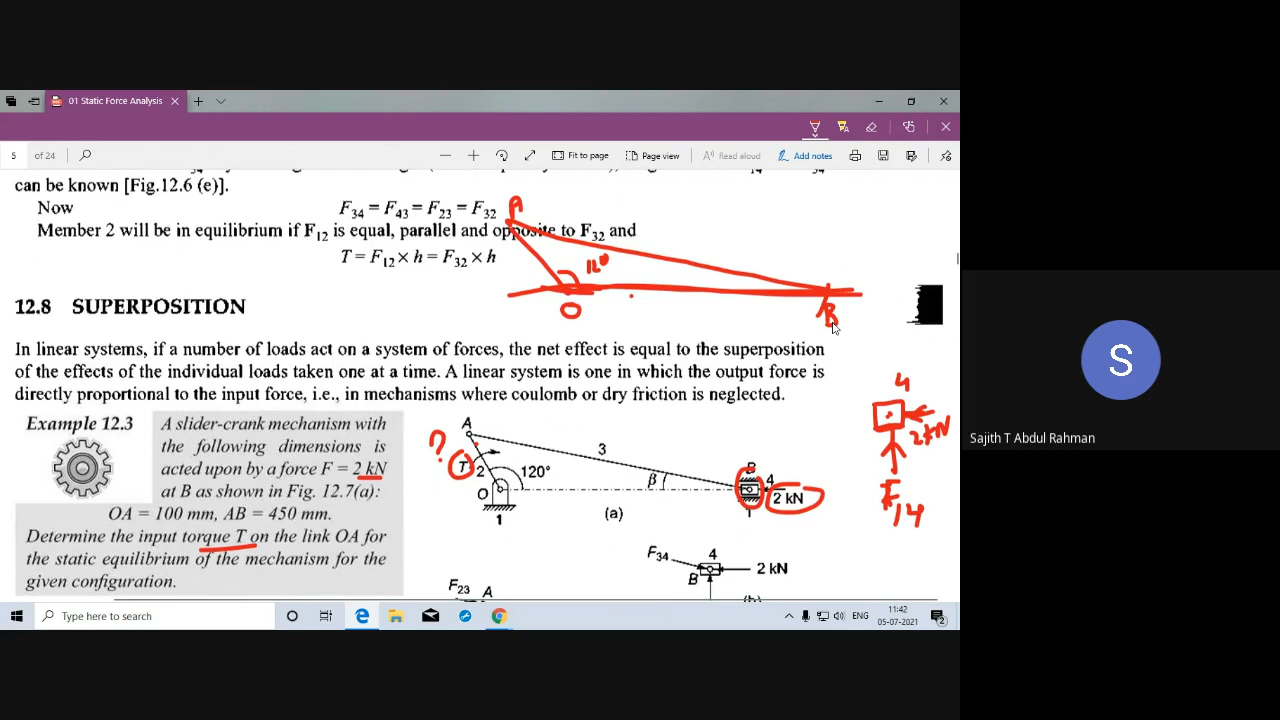 01 Static Force Analysis
5 of 24
Fit to page
Page view
Read aloud
Add notes
can be known [Fig.12.6 (e)].
Now
F34 = F43 = F23 = F32
Member 2 will be in equilibrium if F12 is equal, parallel and opposite to F32 and
T = F12 × h = F32 × h
A
O
B
12.8 SUPERPOSITION
In linear systems, if a number of loads act on a system of forces, the net effect is equal to the superposition
of the effects of the individual loads taken one at a time. A linear system is one in which the output force is
directly proportional to the input force, i.e., in mechanisms where coulomb or dry friction is neglected.
Example 12.3
A slider-crank mechanism with
the following dimensions is
acted upon by a force F = 2 kN
at B as shown in Fig. 12.7(a):
OA = 100 mm, AB = 450 mm.
Determine the input torque T on the link OA for
the static equilibrium of the mechanism for the
given configuration.
A
?
T
2
3
120°
β
B
4
O
2 kN
1
(a)
4
2kN
F14
F34
4
2 kN
B
F23
A
Sajith T Abdul Rahman
S
Type here to search
ENG
11:42
05-07-2021
2